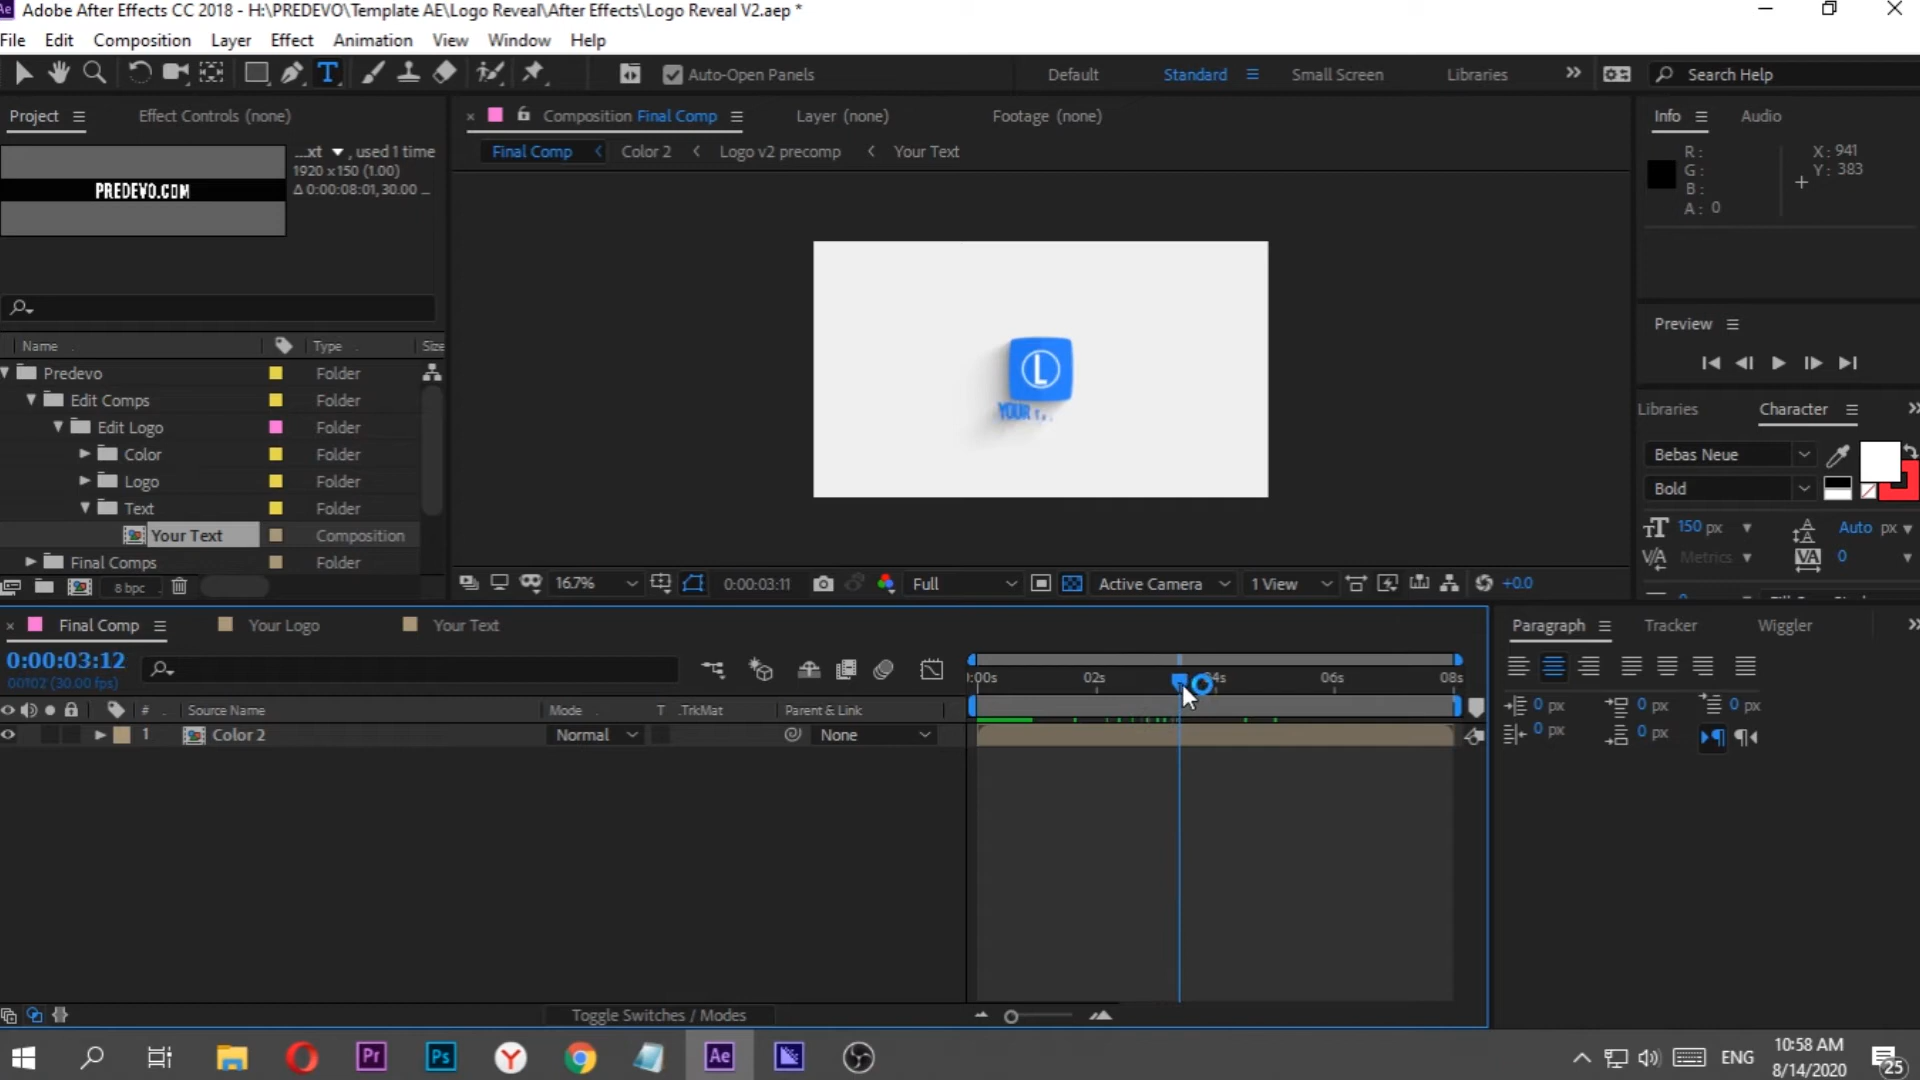 Adobe After Effects CC 2018 - H:\PREDEVO\Template AE\Logo Reveal\After Effects\Logo Reveal V2.aep *
File Edit Composition Layer Effect Animation View Window Help
Auto-Open Panels Default Standard Small Screen Libraries Search Help
Project Effect Controls (none)
Composition Final Comp Layer (none) Footage (none)
Info Audio
...xt , used 1 time
1920 x 150 (1.00)
Δ 0:00:08:01, 30.00 ...
PREDEVO.COM
Final Comp Color 2 Logo v2 precomp Your Text
R :
G :
B :
A : 0
X : 941
Y : 383
L
YOUR
Preview
Name Type Size
Predevo Folder
Edit Comps Folder
Edit Logo Folder
Color Folder
Logo Folder
Text Folder
Your Text Composition
Final Comps Folder
8 bpc
Libraries Character
Bebas Neue
Bold
150 px Auto px
Metrics 0
16.7% 0:00:03:11 Full Active Camera 1 View +0.0
Final Comp Your Logo Your Text
0:00:03:12
00102 (30.00 fps)
:00s 02s 04s 06s 08s
# Source Name Mode T .TrkMat Parent & Link
1 Color 2 Normal None
Paragraph Tracker Wiggler
0 px 0 px 0 px
0 px 0 px
Toggle Switches / Modes
Pr Ps Y Ae
ENG
10:58 AM
8/14/2020
25